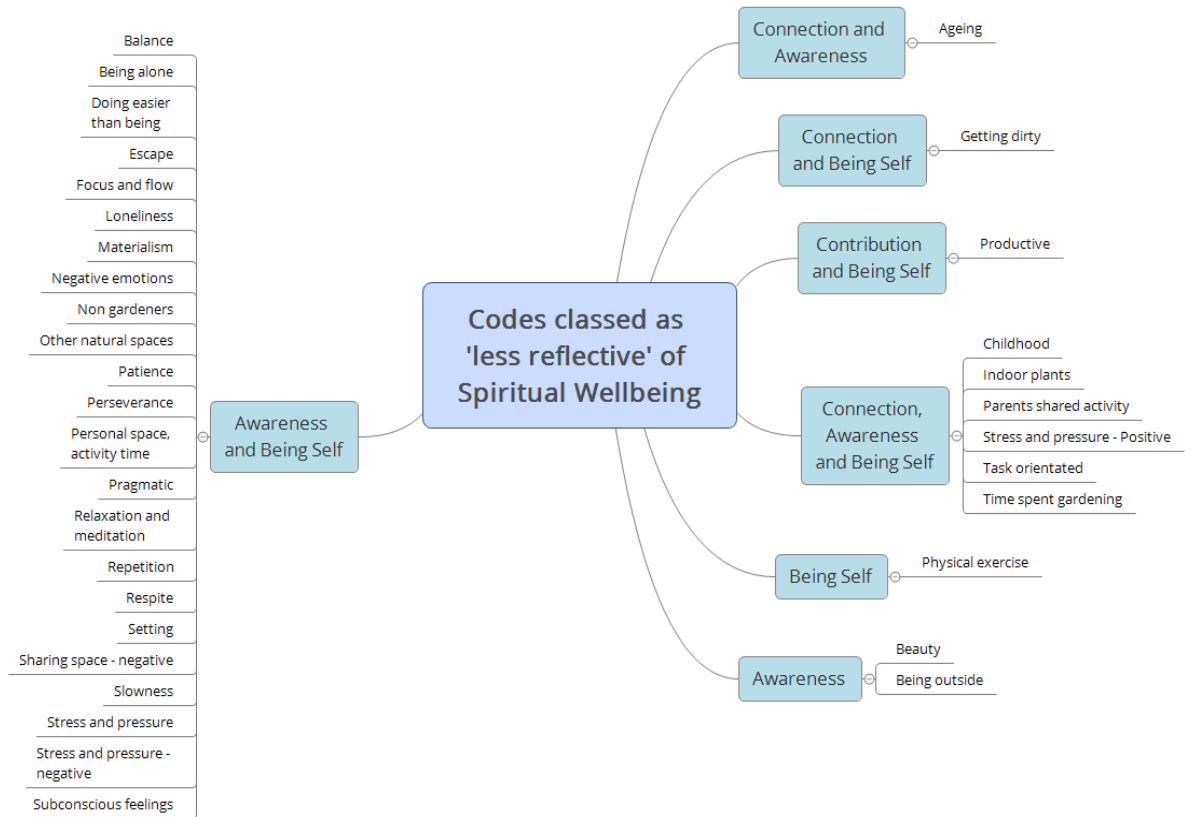 Codes classed as
'less reflective' of
Spiritual Wellbeing
Connection and
Awareness
Ageing
Connection
and Being Self
Getting dirty
Contribution
and Being Self
Productive
Connection,
Awareness
and Being Self
Childhood
Indoor plants
Parents shared activity
Stress and pressure - Positive
Task orientated
Time spent gardening
Being Self
Physical exercise
Awareness
Beauty
Being outside
Awareness
and Being Self
Balance
Being alone
Doing easier
than being
Escape
Focus and flow
Loneliness
Materialism
Negative emotions
Non gardeners
Other natural spaces
Patience
Perseverance
Personal space,
activity time
Pragmatic
Relaxation and
meditation
Repetition
Respite
Setting
Sharing space - negative
Slowness
Stress and pressure
Stress and pressure -
negative
Subconscious feelings